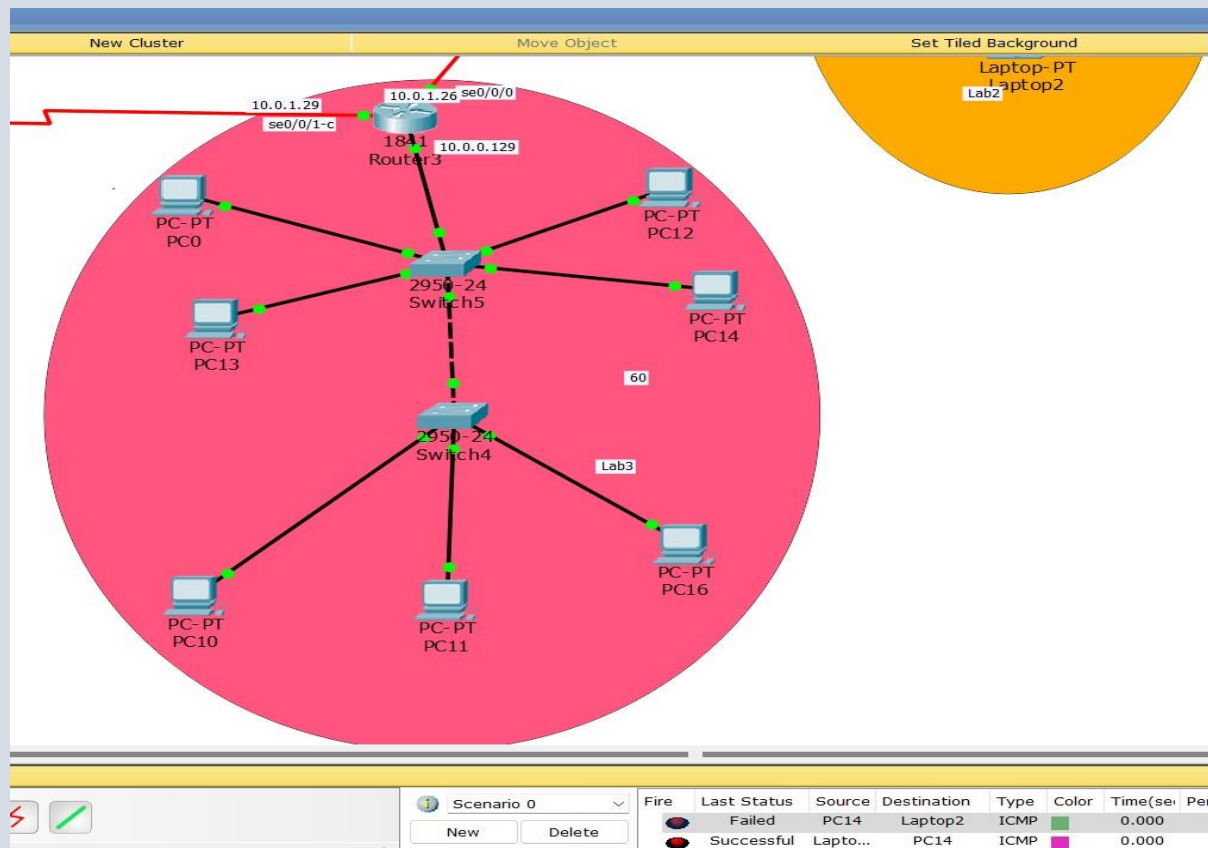 New Cluster Move Object Set Tiled Background
Laptop-PT
Laptop2
Lab2
10.0.1.29
10.0.1.26 se0/0/0
se0/0/1-c
1841
Router3
10.0.0.129
PC-PT
PC0
PC-PT
PC12
2950-24
Switch5
PC-PT
PC13
PC-PT
PC14
60
2950-24
Switch4
Lab3
PC-PT
PC10
PC-PT
PC11
PC-PT
PC16
Scenario 0
New Delete
Fire Last Status Source Destination Type Color Time(se Per
Failed PC14 Laptop2 ICMP 0.000
Successful Lapto... PC14 ICMP 0.000